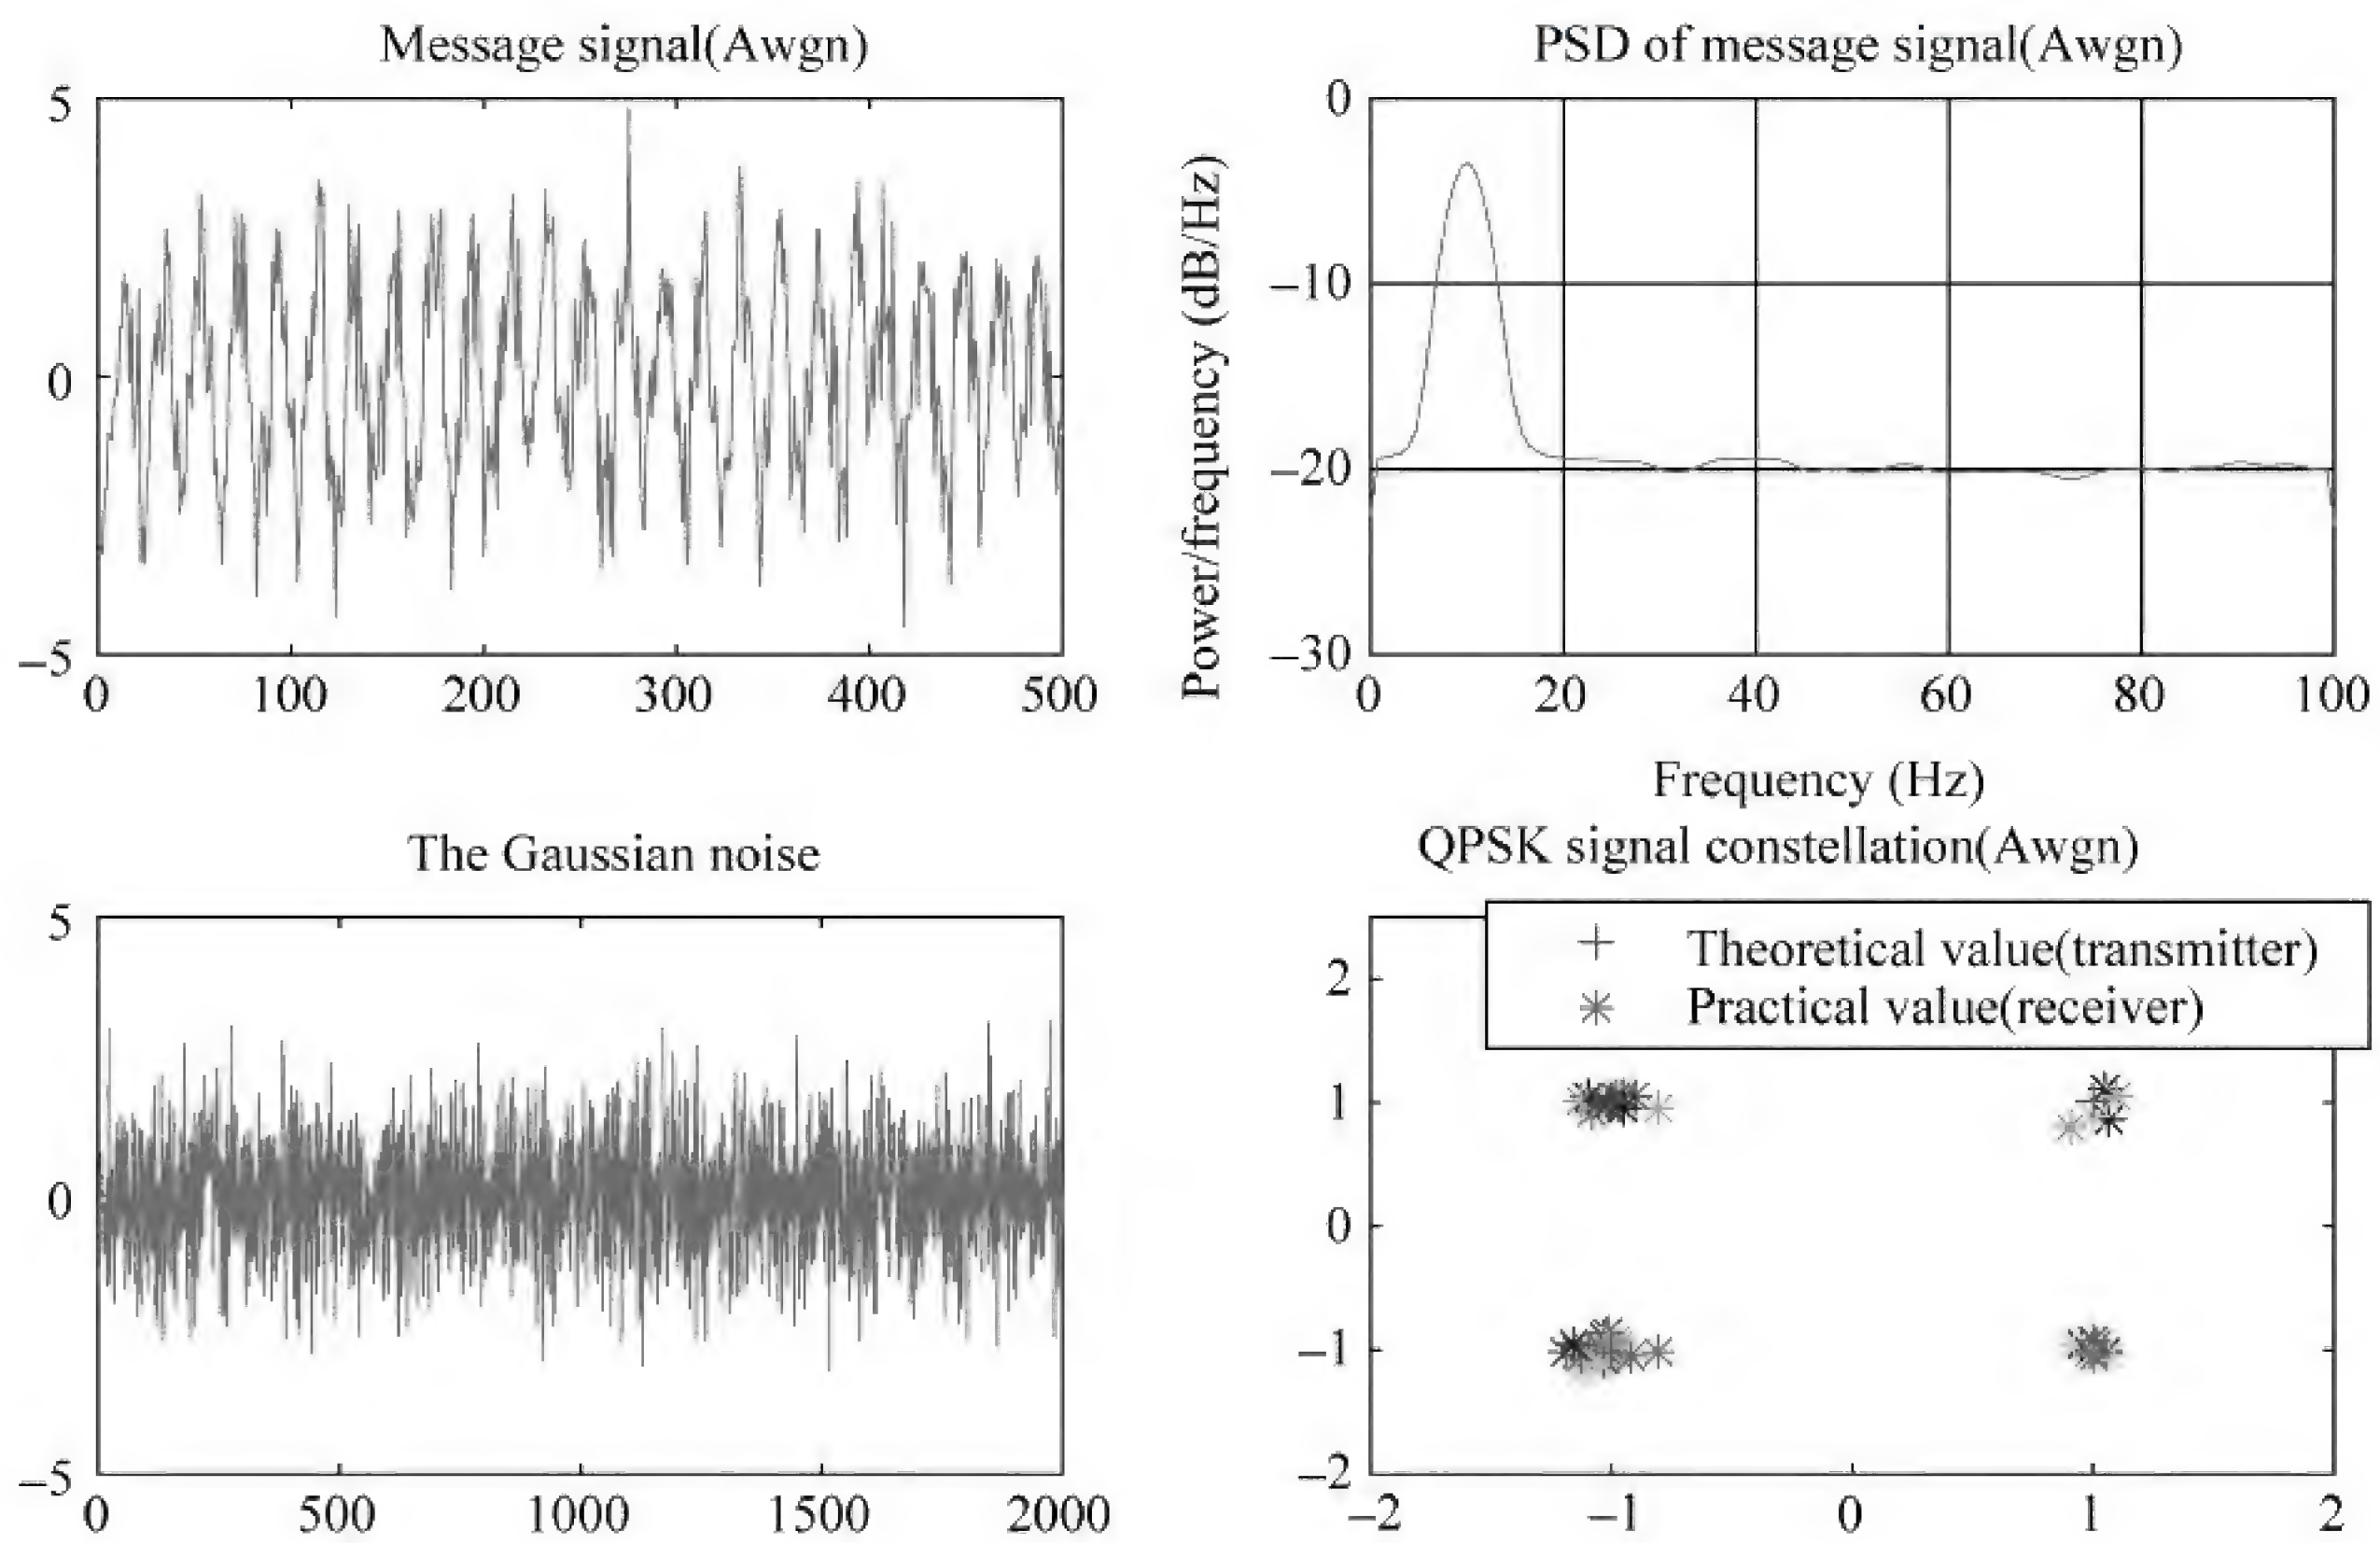 Message signal(Awgn)
5
0
−5
0 100 200 300 400 500
PSD of message signal(Awgn)
Power/frequency (dB/Hz)
0
−10
−20
−30
0 20 40 60 80 100
Frequency (Hz)
The Gaussian noise
5
0
−5
0 500 1000 1500 2000
QPSK signal constellation(Awgn)
Theoretical value(transmitter)
Practical value(receiver)
2
1
0
−1
−2
−2 −1 0 1 2